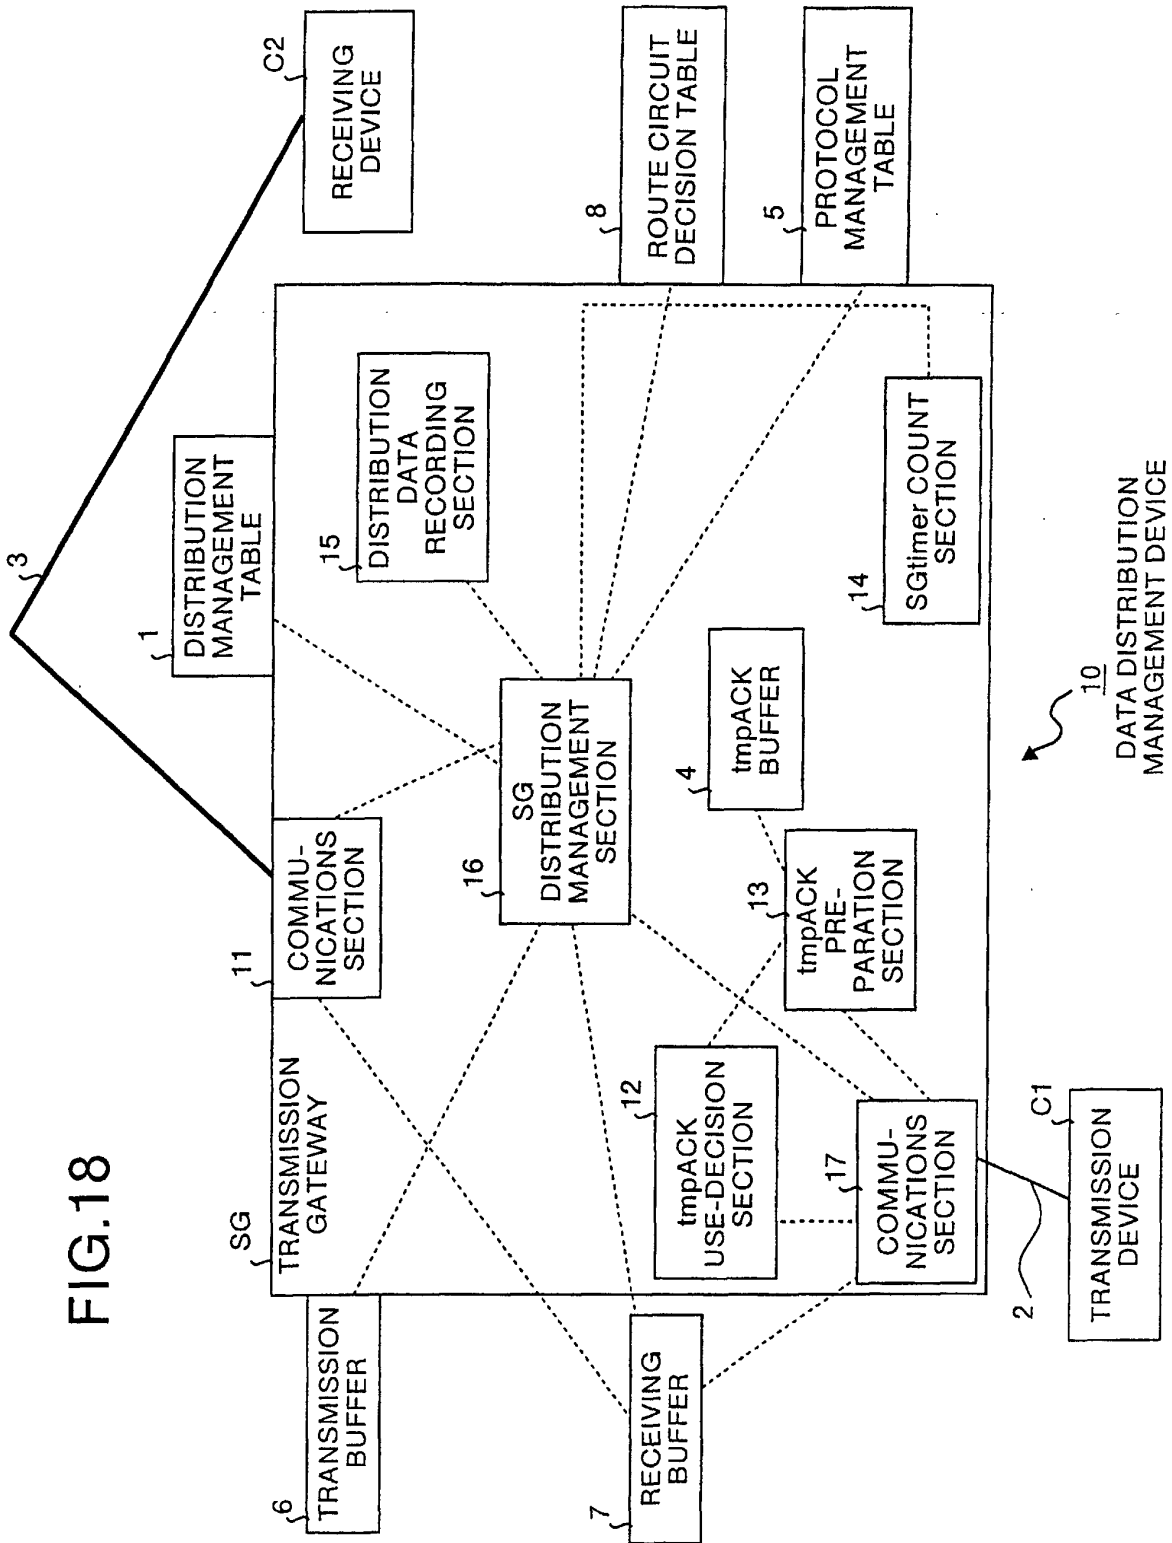 FIG.18
3
C2
RECEIVING
DEVICE
1
DISTRIBUTION
MANAGEMENT
TABLE
SG
TRANSMISSION
GATEWAY
11
COMMU-
NICATIONS
SECTION
6
TRANSMISSION
BUFFER
15
DISTRIBUTION
DATA
RECORDING
SECTION
16
SG
DISTRIBUTION
MANAGEMENT
SECTION
8
ROUTE CIRCUIT
DECISION TABLE
7
RECEIVING
BUFFER
12
tmpACK
USE-DECISION
SECTION
4
tmpACK
BUFFER
13
tmpACK
PRE-
PARATION
SECTION
5
PROTOCOL
MANAGEMENT
TABLE
17
COMMU-
NICATIONS
SECTION
14
SGtimer COUNT
SECTION
2
C1
TRANSMISSION
DEVICE
10
DATA DISTRIBUTION
MANAGEMENT DEVICE